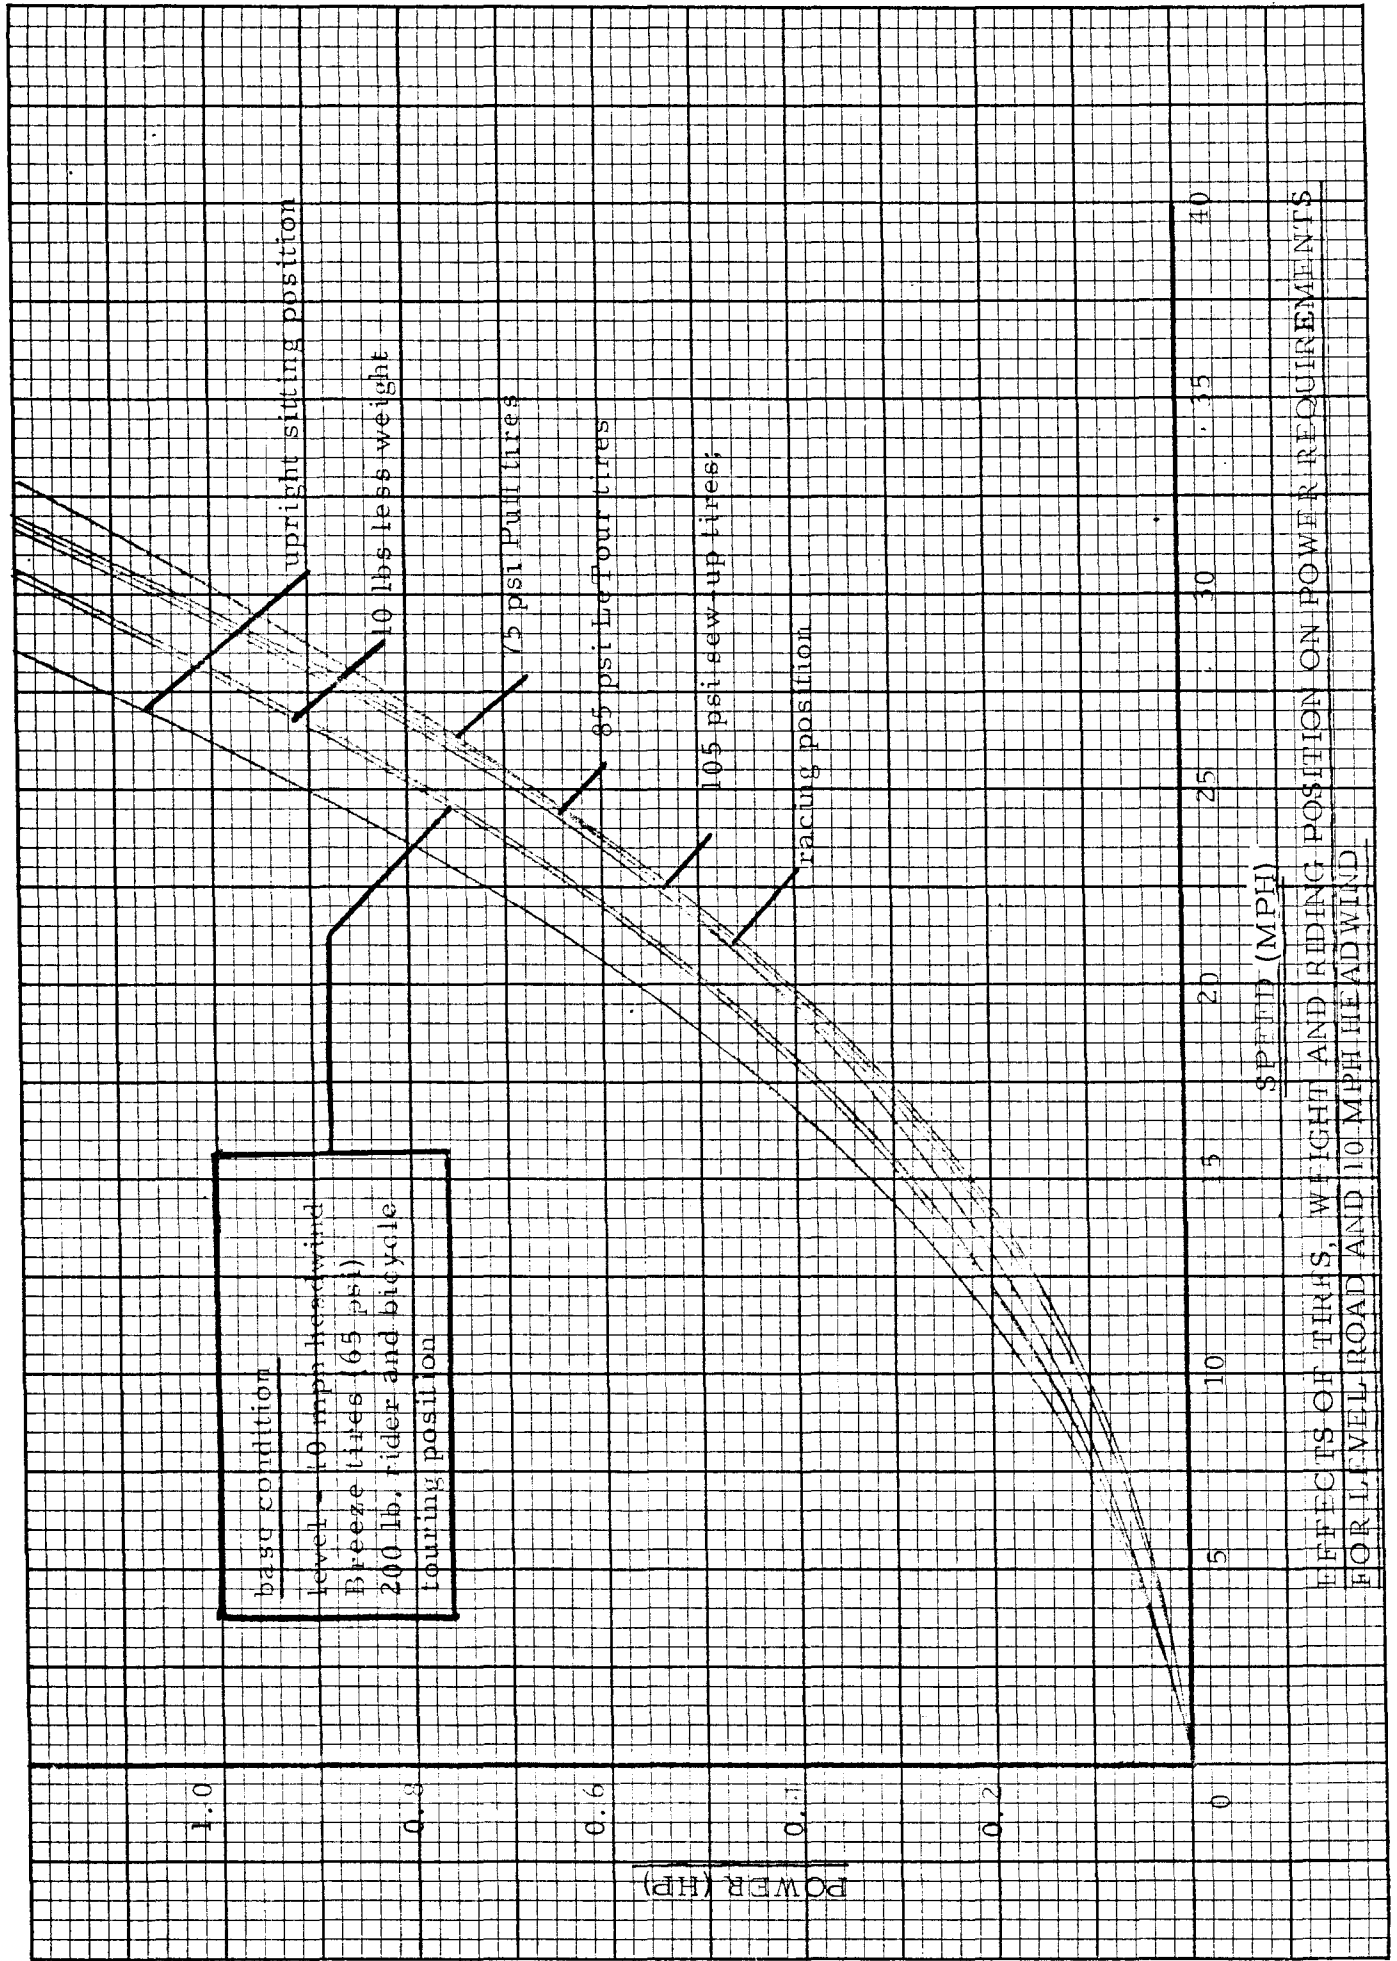 upright sitting position
10 lbs less weight
75 psi Puff tires
85 psi Le Tour tires
105 psi sew-up tires;
racing position
base condition
level - 10 mph headwind
Breeze tires (65 psi)
200 lb. rider and bicycle
touring position
1.0
0.8
0.6
0.4
0.2
POWER (HP)
0
5
10
15
20
25
30
35
40
SPEED (MPH)
EFFECTS OF TIRES, WEIGHT AND RIDING POSITION ON POWER REQUIREMENTS
FOR LEVEL ROAD AND 10 MPH HEADWIND